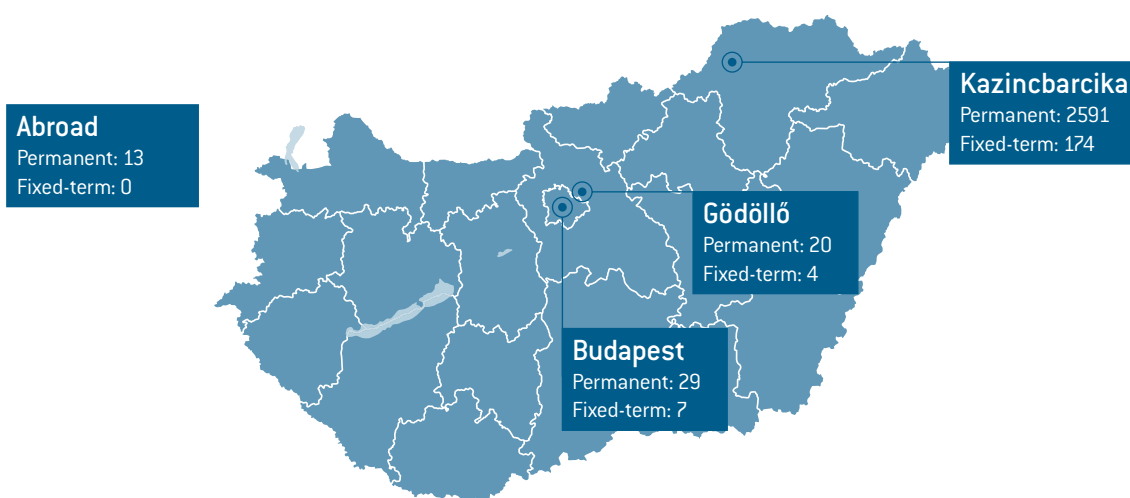 Abroad
Permanent: 13
Fixed-term: 0
Kazincbarcika
Permanent: 2591
Fixed-term: 174
Gödöllő
Permanent: 20
Fixed-term: 4
Budapest
Permanent: 29
Fixed-term: 7